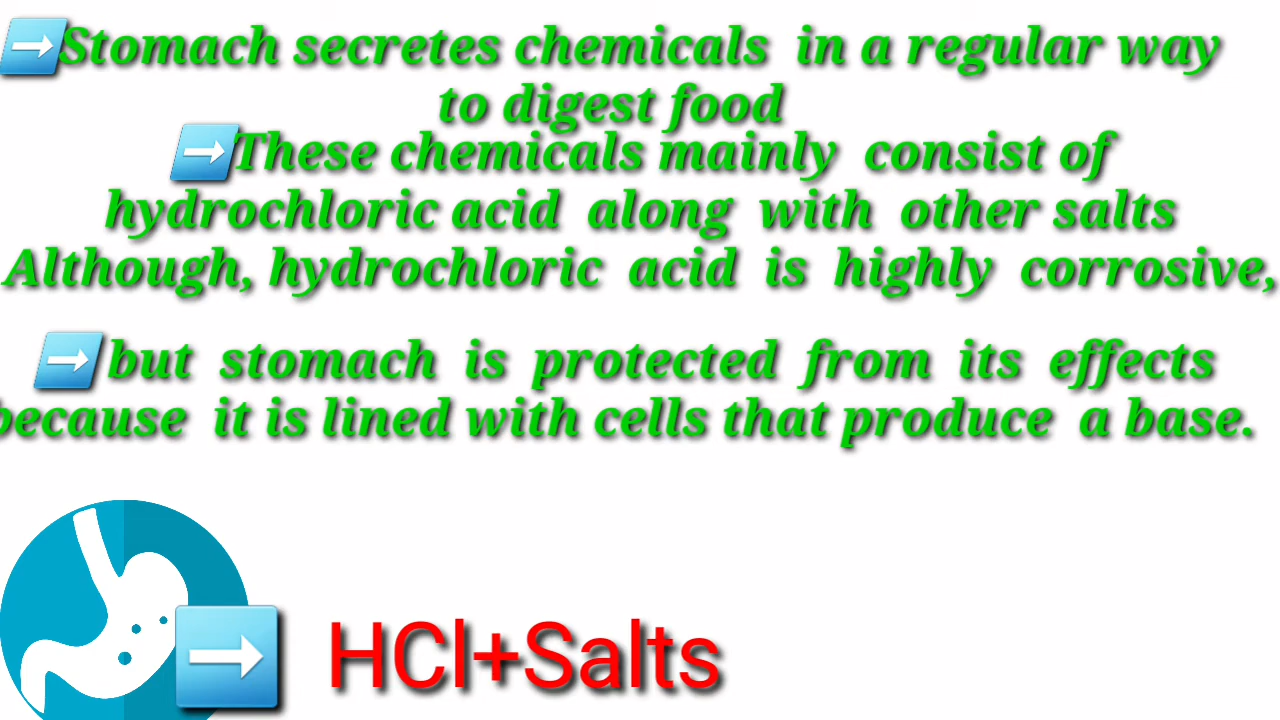 ➡Stomach secretes chemicals in a regular way
to digest food
➡These chemicals mainly consist of
hydrochloric acid along with other salts
Although, hydrochloric acid is highly corrosive,
➡but stomach is protected from its effects
because it is lined with cells that produce a base.
➡ HCl+Salts